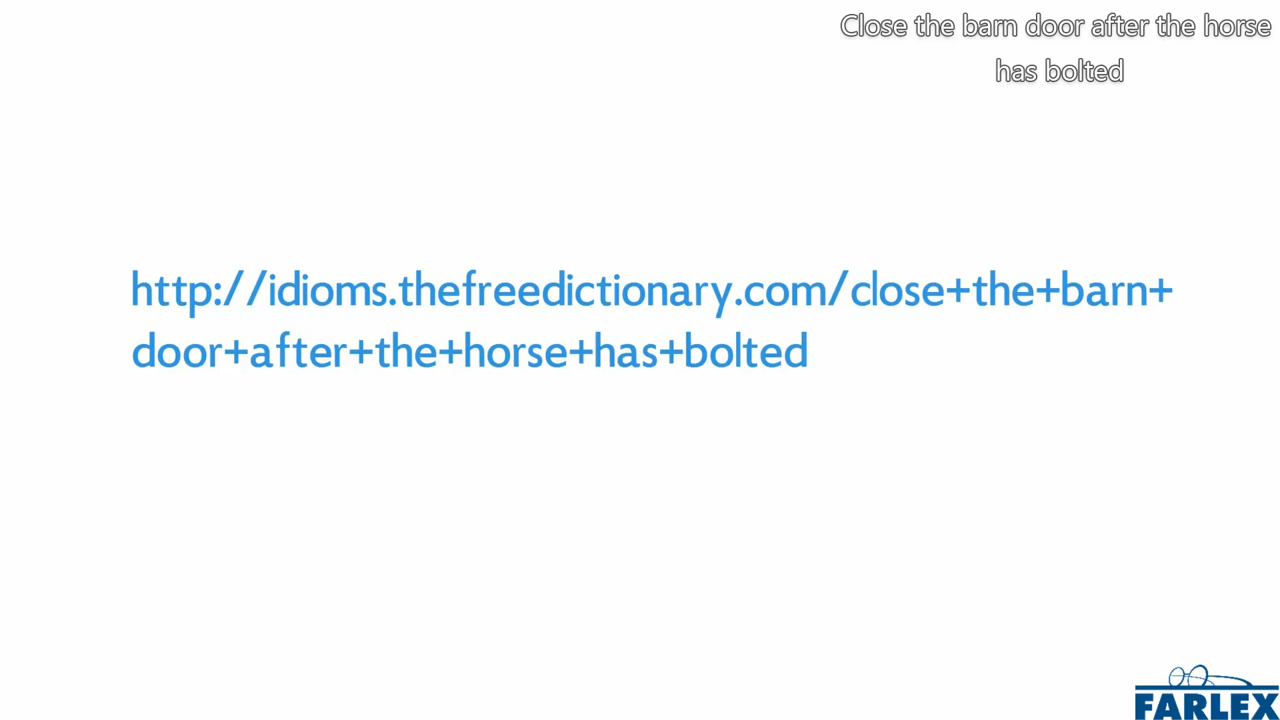 Close the barn door after the horse
has bolted
http://idioms.thefreedictionary.com/close+the+barn+
door+after+the+horse+has+bolted
FARLEX